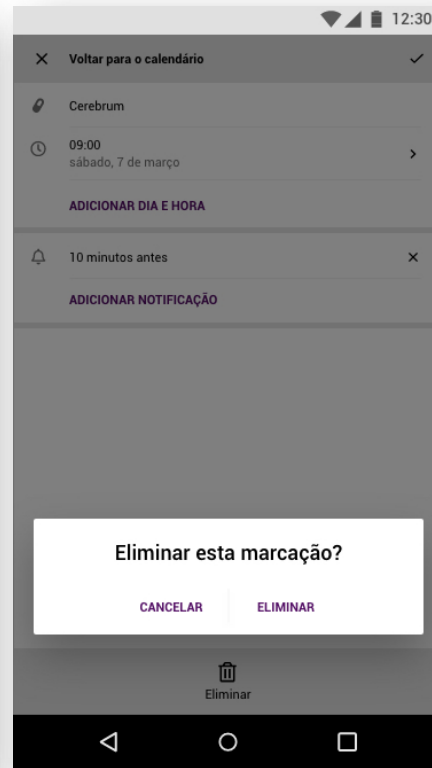 12:30
Voltar para o calendário
Cerebrum
09:00
sábado, 7 de março
ADICIONAR DIA E HORA
10 minutos antes
ADICIONAR NOTIFICAÇÃO
Eliminar esta marcação?
CANCELAR ELIMINAR
Eliminar